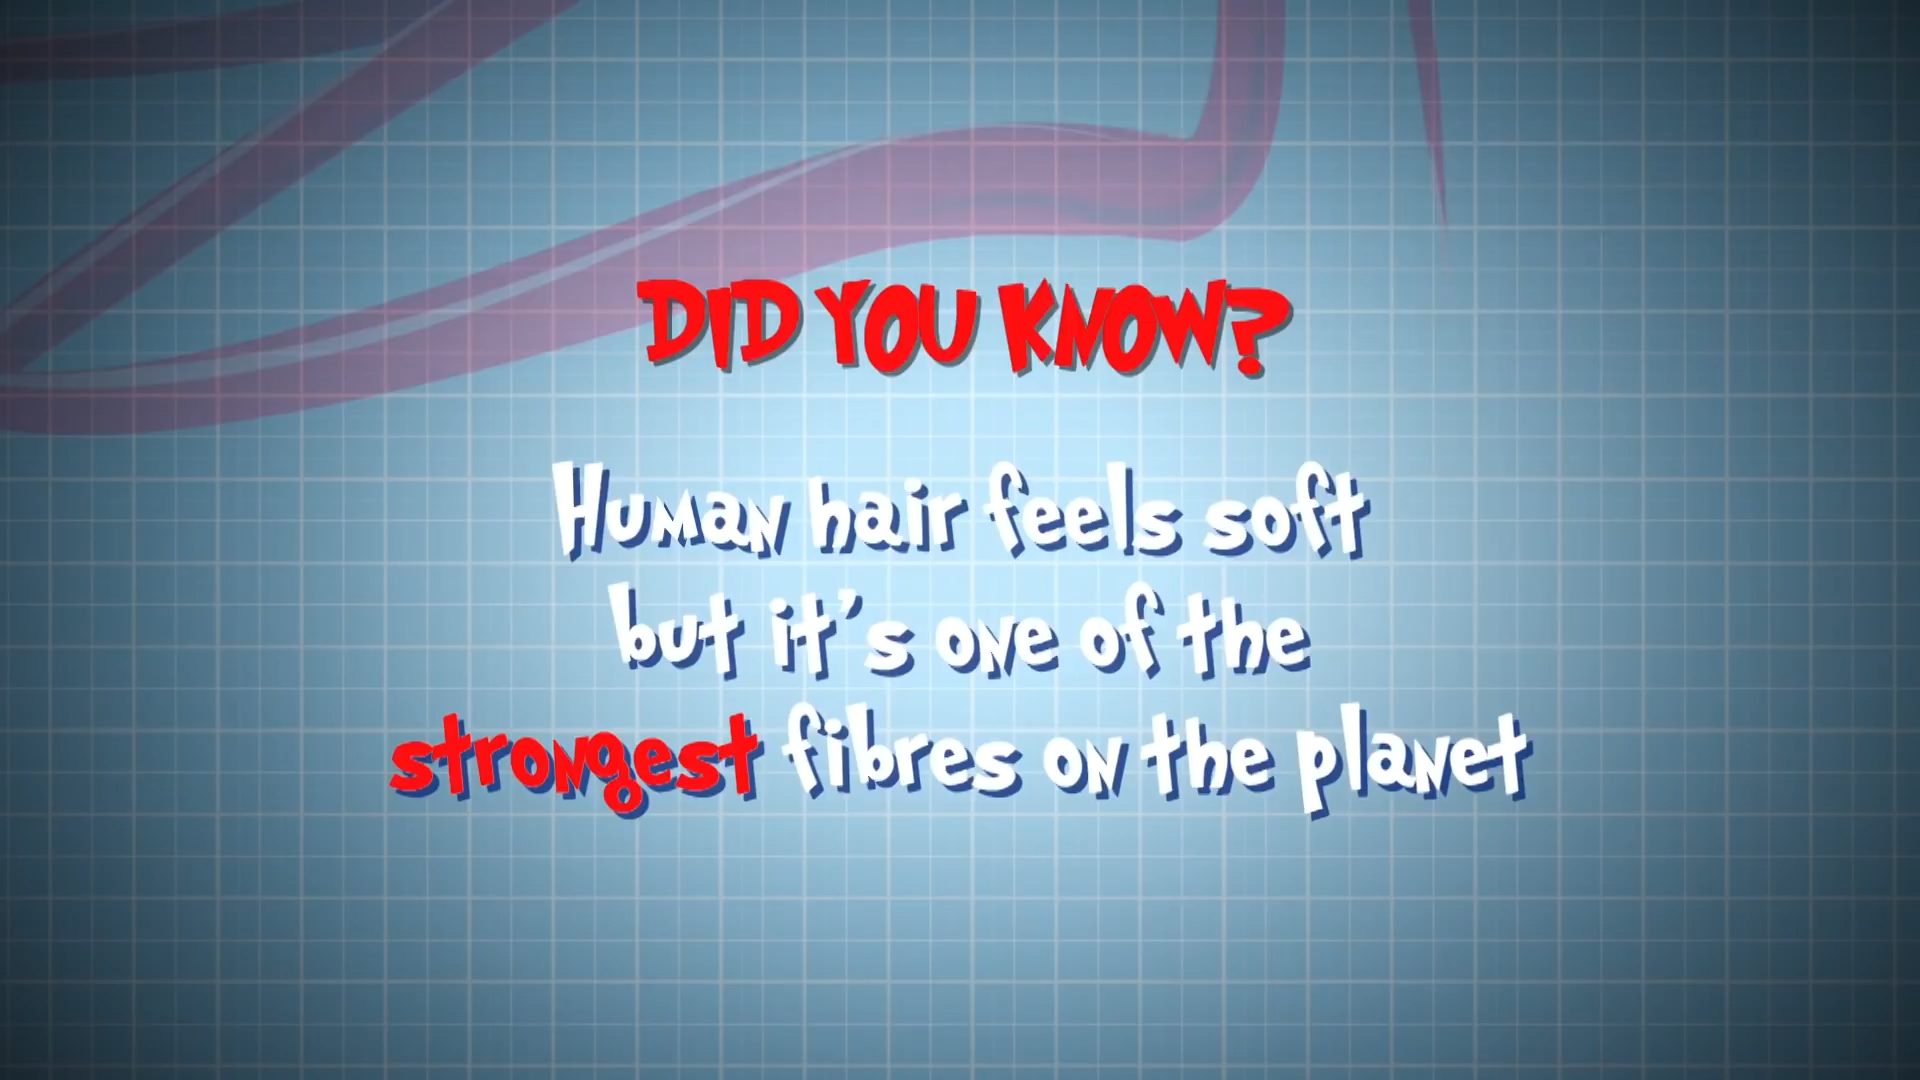 DID YOU KNOW?
Human hair feels soft
but it's one of the
strongest fibres on the planet